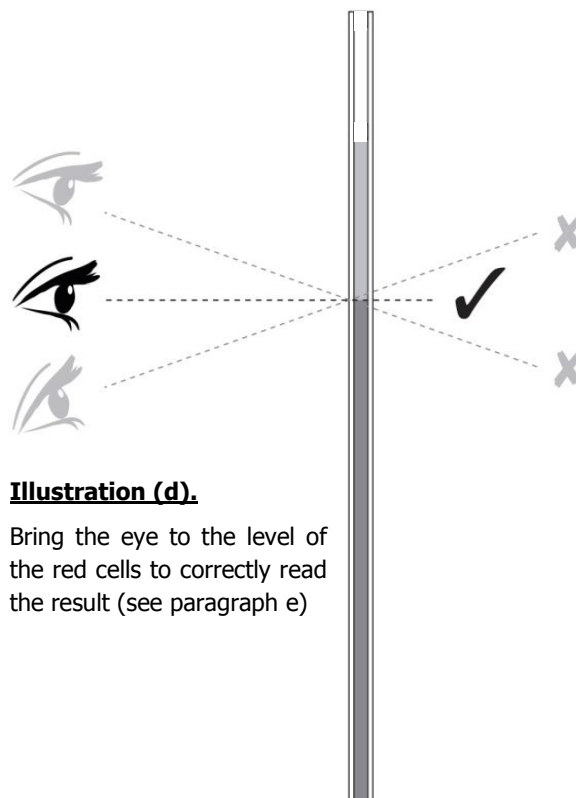 Illustration (d).
Bring the eye to the level of
the red cells to correctly read
the result (see paragraph e)